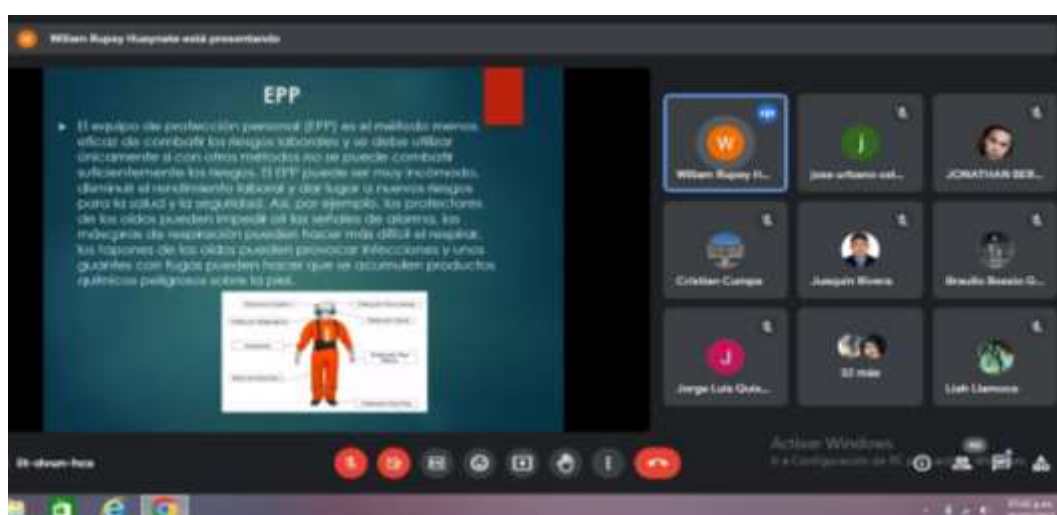 William Rupay Huaynate está presentando
EPP
El equipo de protección personal (EPP) es el método menos
eficaz de combatir los riesgos laborales y se debe utilizar
únicamente si con otros métodos no se puede combatir
suficientemente los riesgos. El EPP puede ser muy incómodo,
disminuir el rendimiento laboral y dar lugar a nuevos riesgos
para la salud y la seguridad. Así, por ejemplo, los protectores
de los oídos pueden impedir oír las señales de alarma, las
máscaras de respiración pueden hacer más difícil el respirar,
los tapones de los oídos pueden provocar infecciones y unos
guantes con fugas pueden hacer que se acumulen productos
químicos peligrosos sobre la piel.
W
William Rupay H...
j
jose urbano
JONATHAN BER...
Cristian Cumpa
Joaquin Rivera
Braulio
J
Jorge Luis
más
Llamoca
Activar Windows
Ir a Configuración de PC